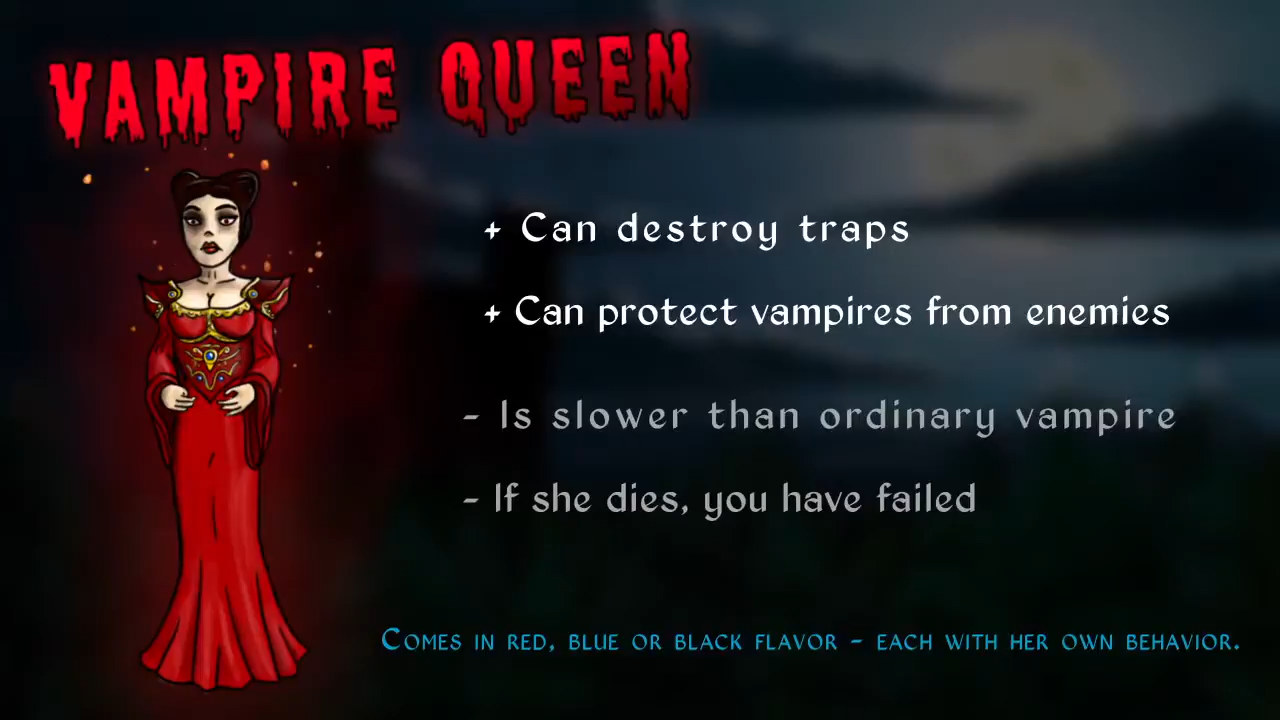 VAMPIRE QUEEN
+ Can destroy traps
+ Can protect vampires from enemies
- Is slower than ordinary vampire
- If she dies, you have failed
Comes in red, blue or black flavor - each with her own behavior.